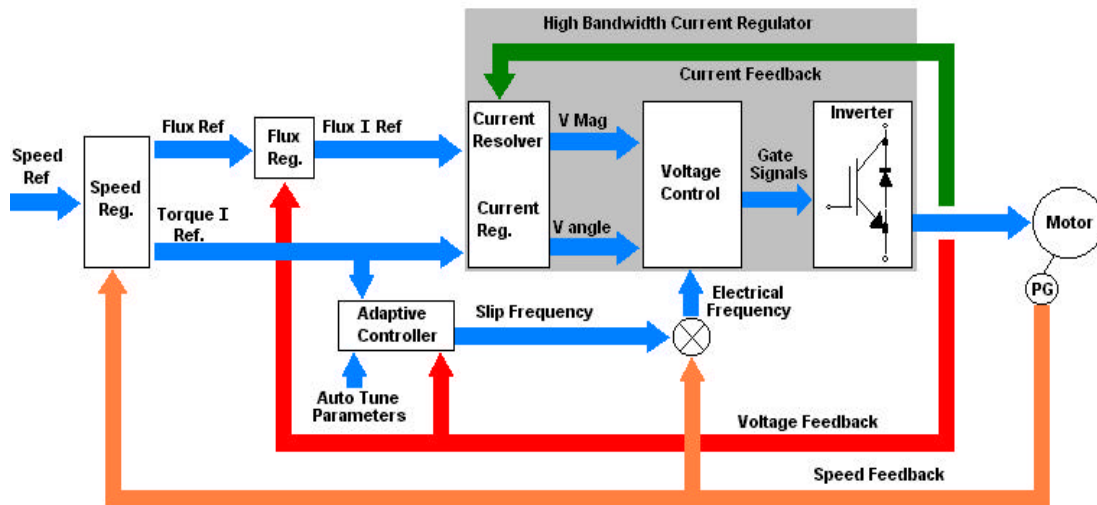 High Bandwidth Current Regulator
Current Feedback
Inverter
Flux Ref
Flux I Ref
Flux
Reg.
Current
Resolver
V Mag
Speed
Ref
Speed
Reg.
Voltage
Control
Gate
Signals
Torque I
Ref.
Current
Reg.
V angle
Motor
PG
Adaptive
Controller
Slip Frequency
Electrical
Frequency
Auto Tune
Parameters
Voltage Feedback
Speed Feedback